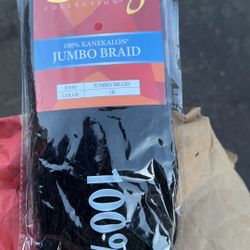 COLLECTION
100% KANEKALON®
JUMBO BRAID
ITEM JUMBO BRAID
COLOR 1B
100%